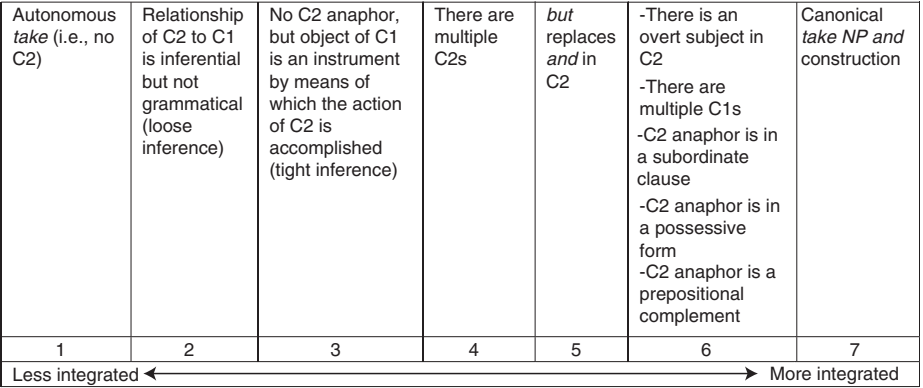 Autonomous
take (i.e., no
C2)
Relationship
of C2 to C1
is inferential
but not
grammatical
(loose
inference)
No C2 anaphor,
but object of C1
is an instrument
by means of
which the action
of C2 is
accomplished
(tight inference)
There are
multiple
C2s
but
replaces
and in
C2
-There is an
overt subject in
C2
-There are
multiple C1s
-C2 anaphor is in
a subordinate
clause
-C2 anaphor is in
a possessive
form
-C2 anaphor is a
prepositional
complement
Canonical
take NP and
construction
1 2 3 4 5 6 7
Less integrated More integrated